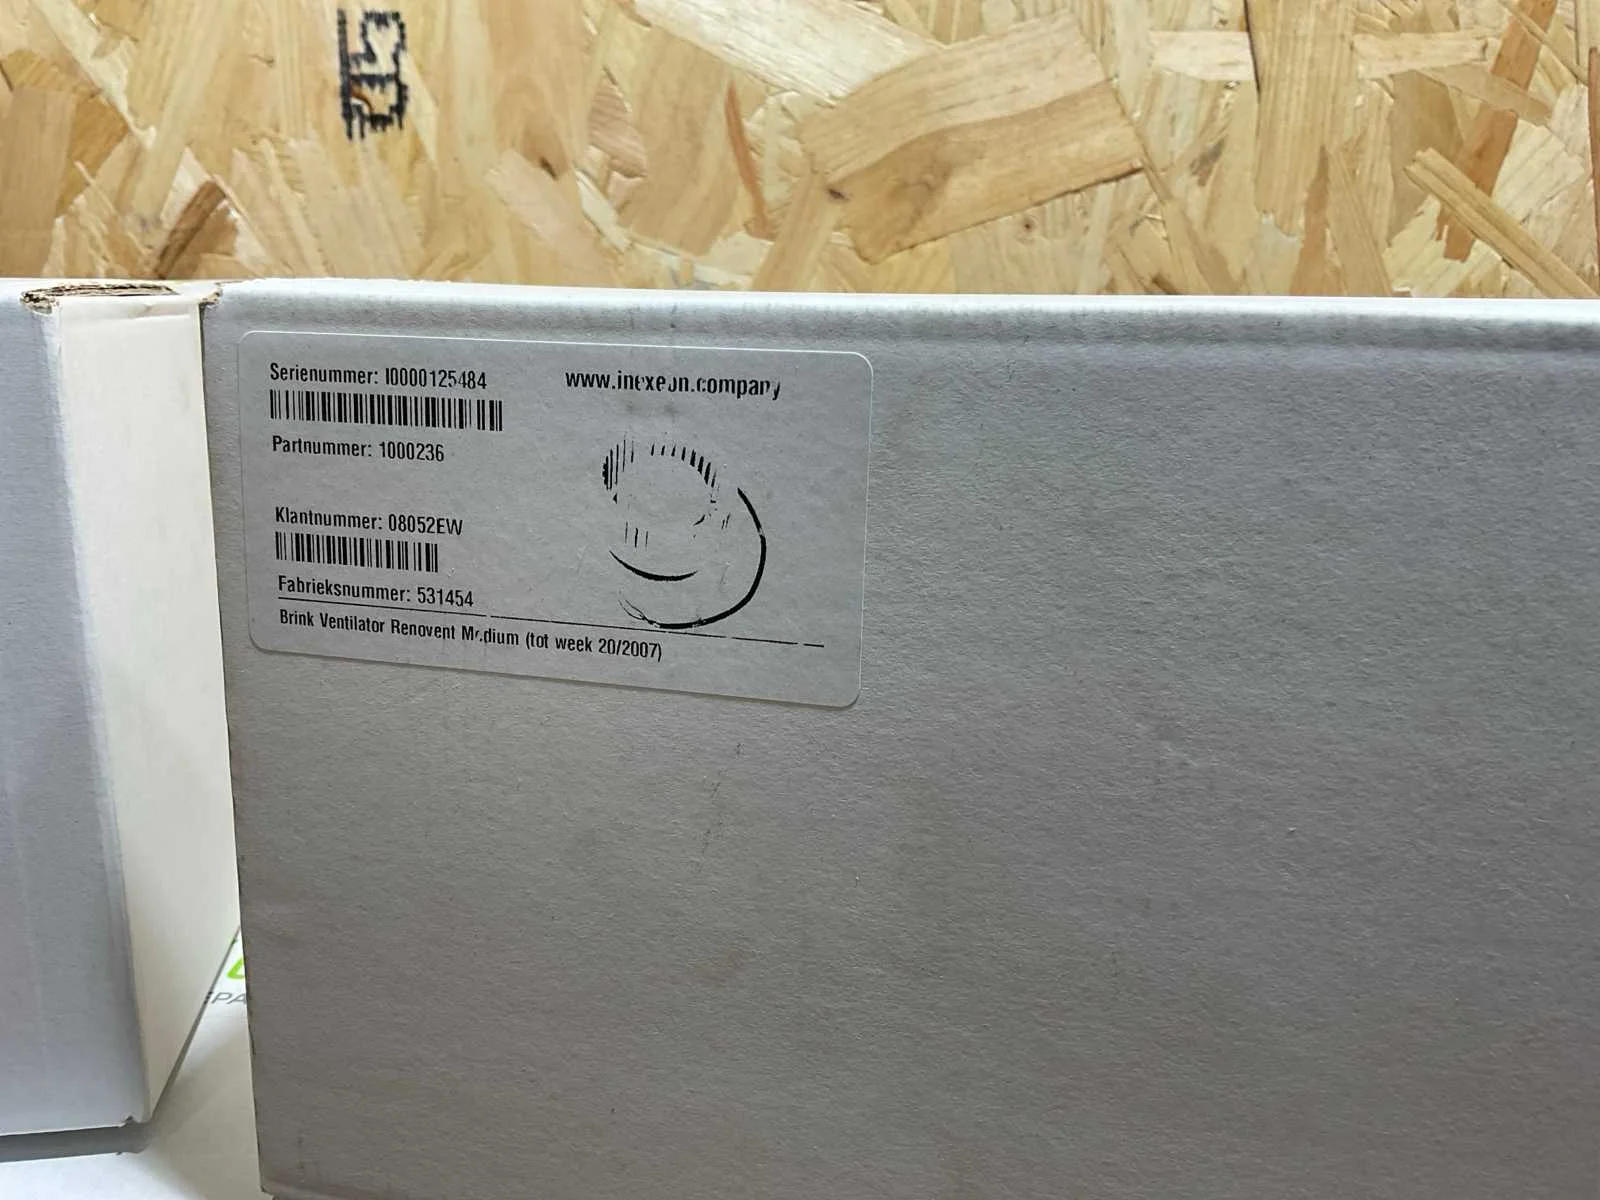 Serienummer: I0000125484
www.inexeon.company
Partnummer: 1000236
Klantnummer: 08052EW
Fabrieksnummer: 531454
Brink Ventilator Renovent Medium (tot week 20/2007)